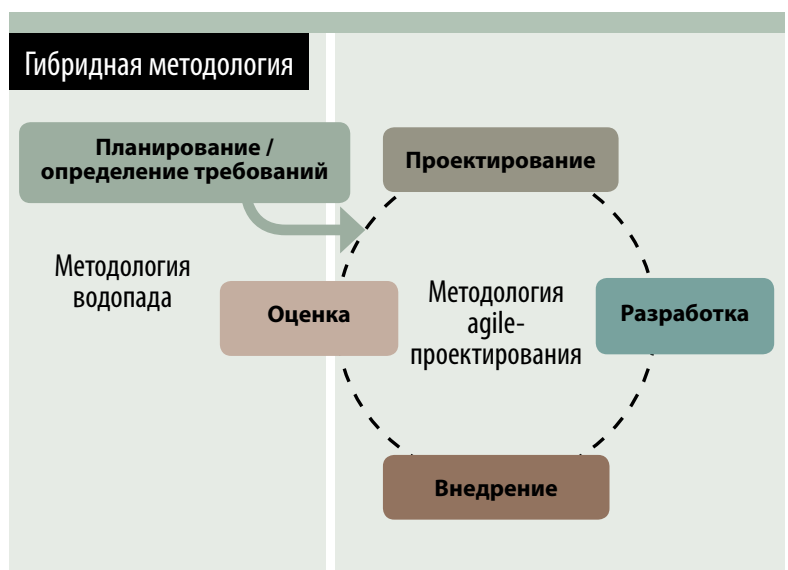 Гибридная методология
Планирование /
определение требований
Проектирование
Методология
водопада
Оценка
Методология
agile-
проектирования
Разработка
Внедрение